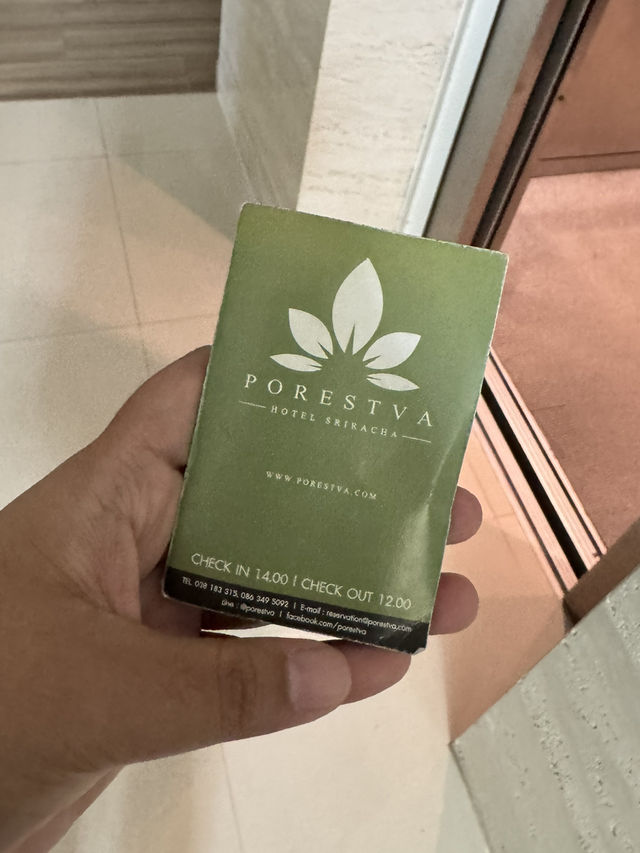 PORESTVA
HOTEL SRIRACHA
WWW.PORESTVA.COM
CHECK IN 14.00 | CHECK OUT 12.00
TEL 038 183 315, 086 349 5092 | E-mail : reservation@porestva.com
Line : @porestva | facebook.com/porestva